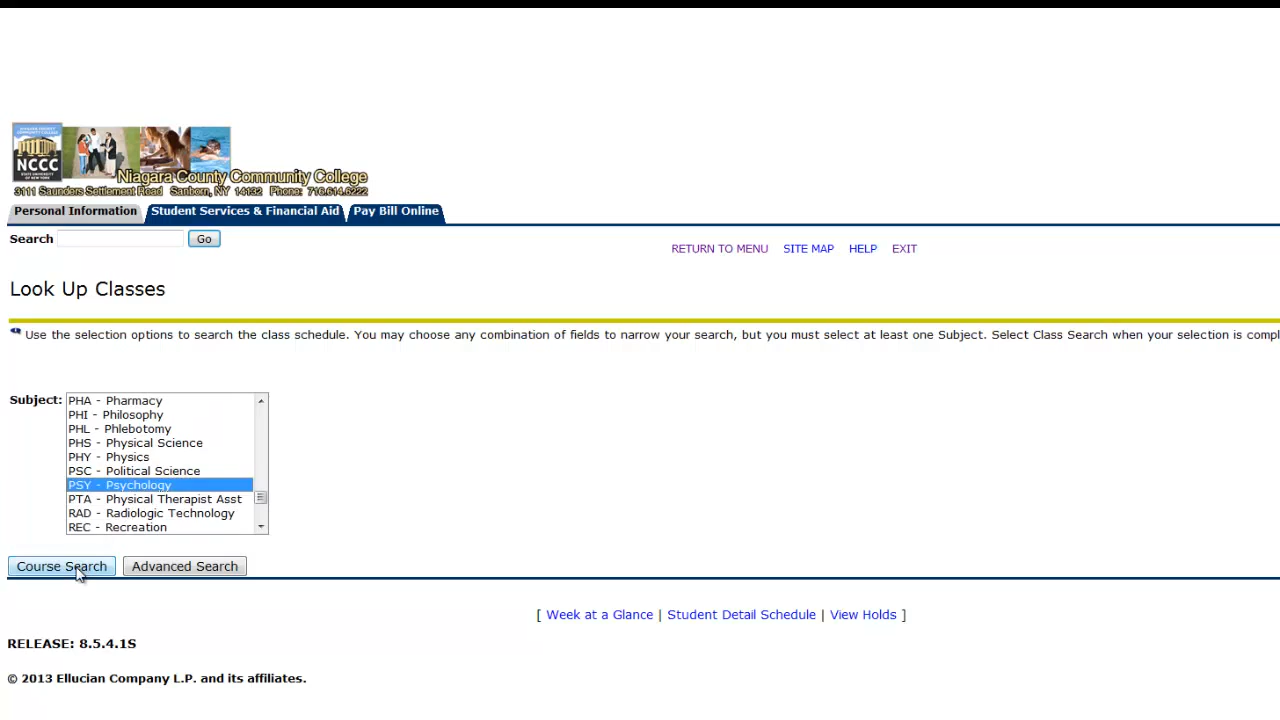 NCCC
Niagara County Community College
3111 Saunders Settlement Road Sanborn, NY 14132 Phone: 716.614.6222
Personal Information Student Services & Financial Aid Pay Bill Online
Search Go
RETURN TO MENU SITE MAP HELP EXIT
Look Up Classes
Use the selection options to search the class schedule. You may choose any combination of fields to narrow your search, but you must select at least one Subject. Select Class Search when your selection is compl
Subject: PHA - Pharmacy
PHI - Philosophy
PHL - Phlebotomy
PHS - Physical Science
PHY - Physics
PSC - Political Science
PSY - Psychology
PTA - Physical Therapist Asst
RAD - Radiologic Technology
REC - Recreation
Course Search Advanced Search
[ Week at a Glance | Student Detail Schedule | View Holds ]
RELEASE: 8.5.4.1S
© 2013 Ellucian Company L.P. and its affiliates.